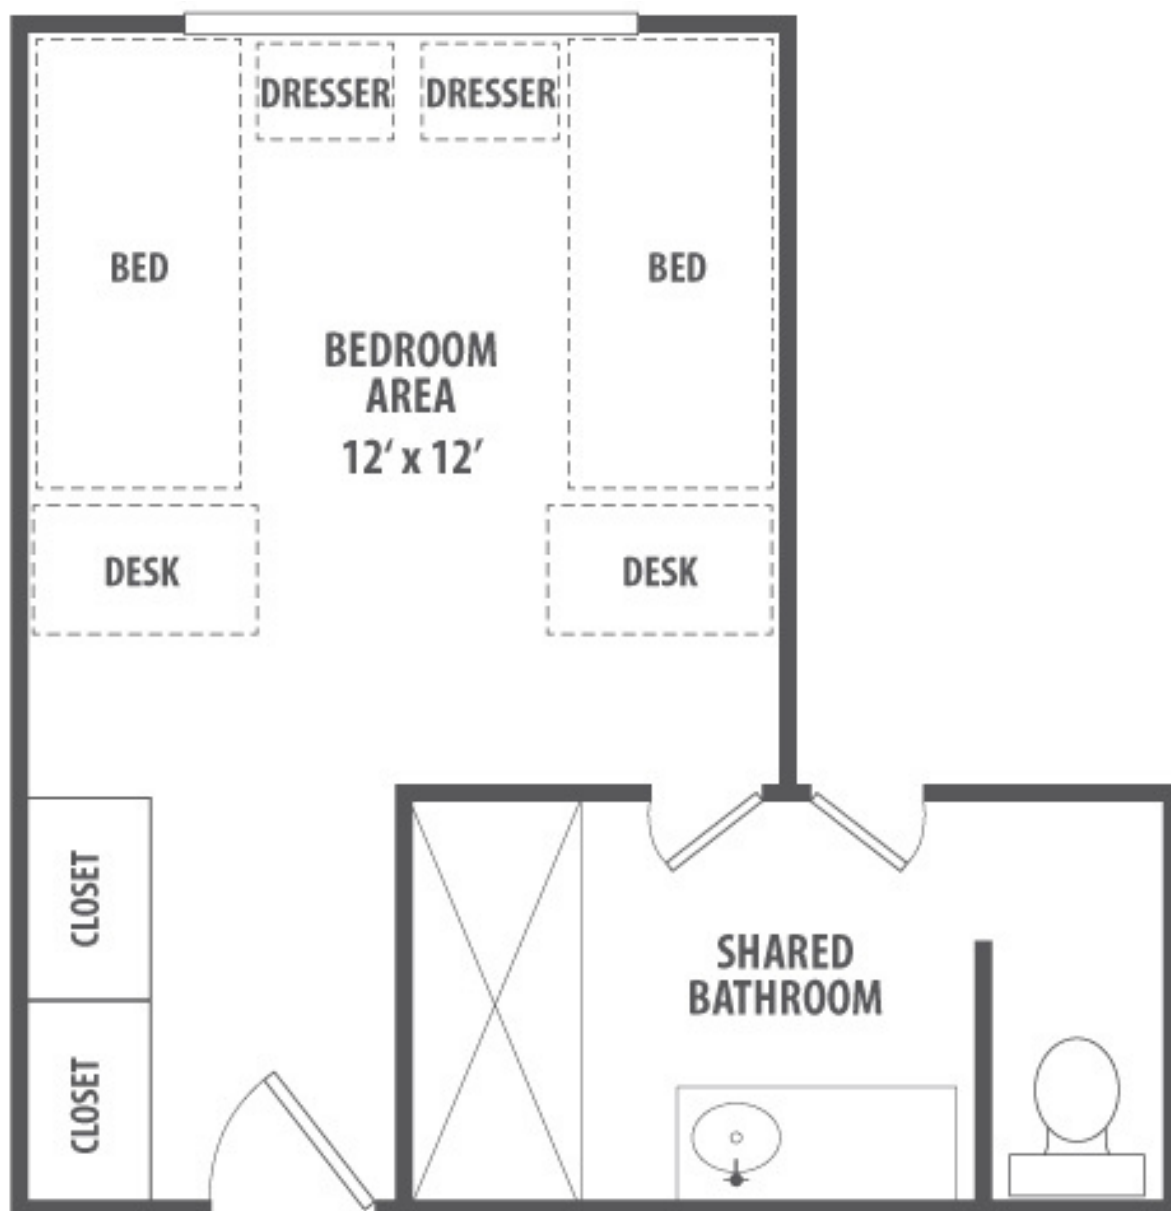 DRESSER DRESSER
BED
BED
BEDROOM
AREA
12‘ x 12’
DESK
DESK
CLOSET
CLOSET
SHARED
BATHROOM